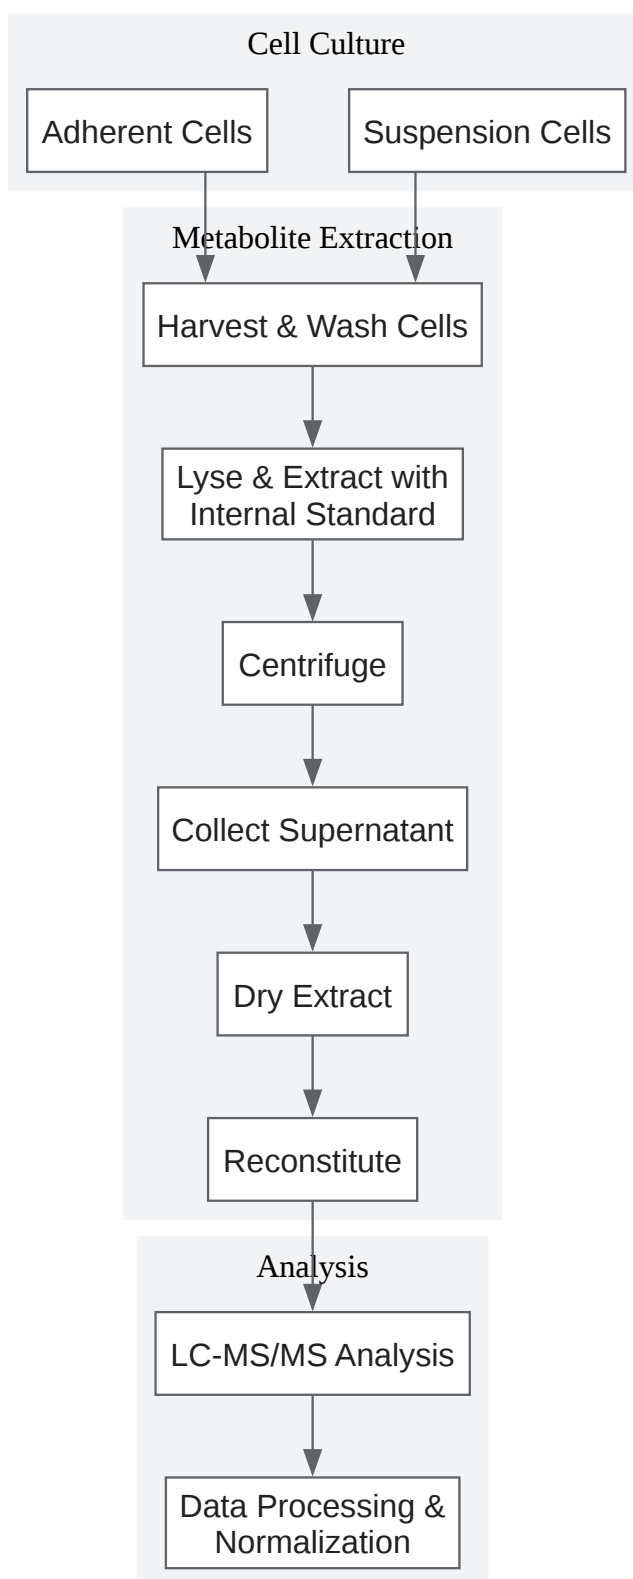 Cell Culture
Adherent Cells
Suspension Cells
Metabolite Extraction
Harvest & Wash Cells
Lyse & Extract with
Internal Standard
Centrifuge
Collect Supernatant
Dry Extract
Reconstitute
Analysis
LC-MS/MS Analysis
Data Processing &
Normalization